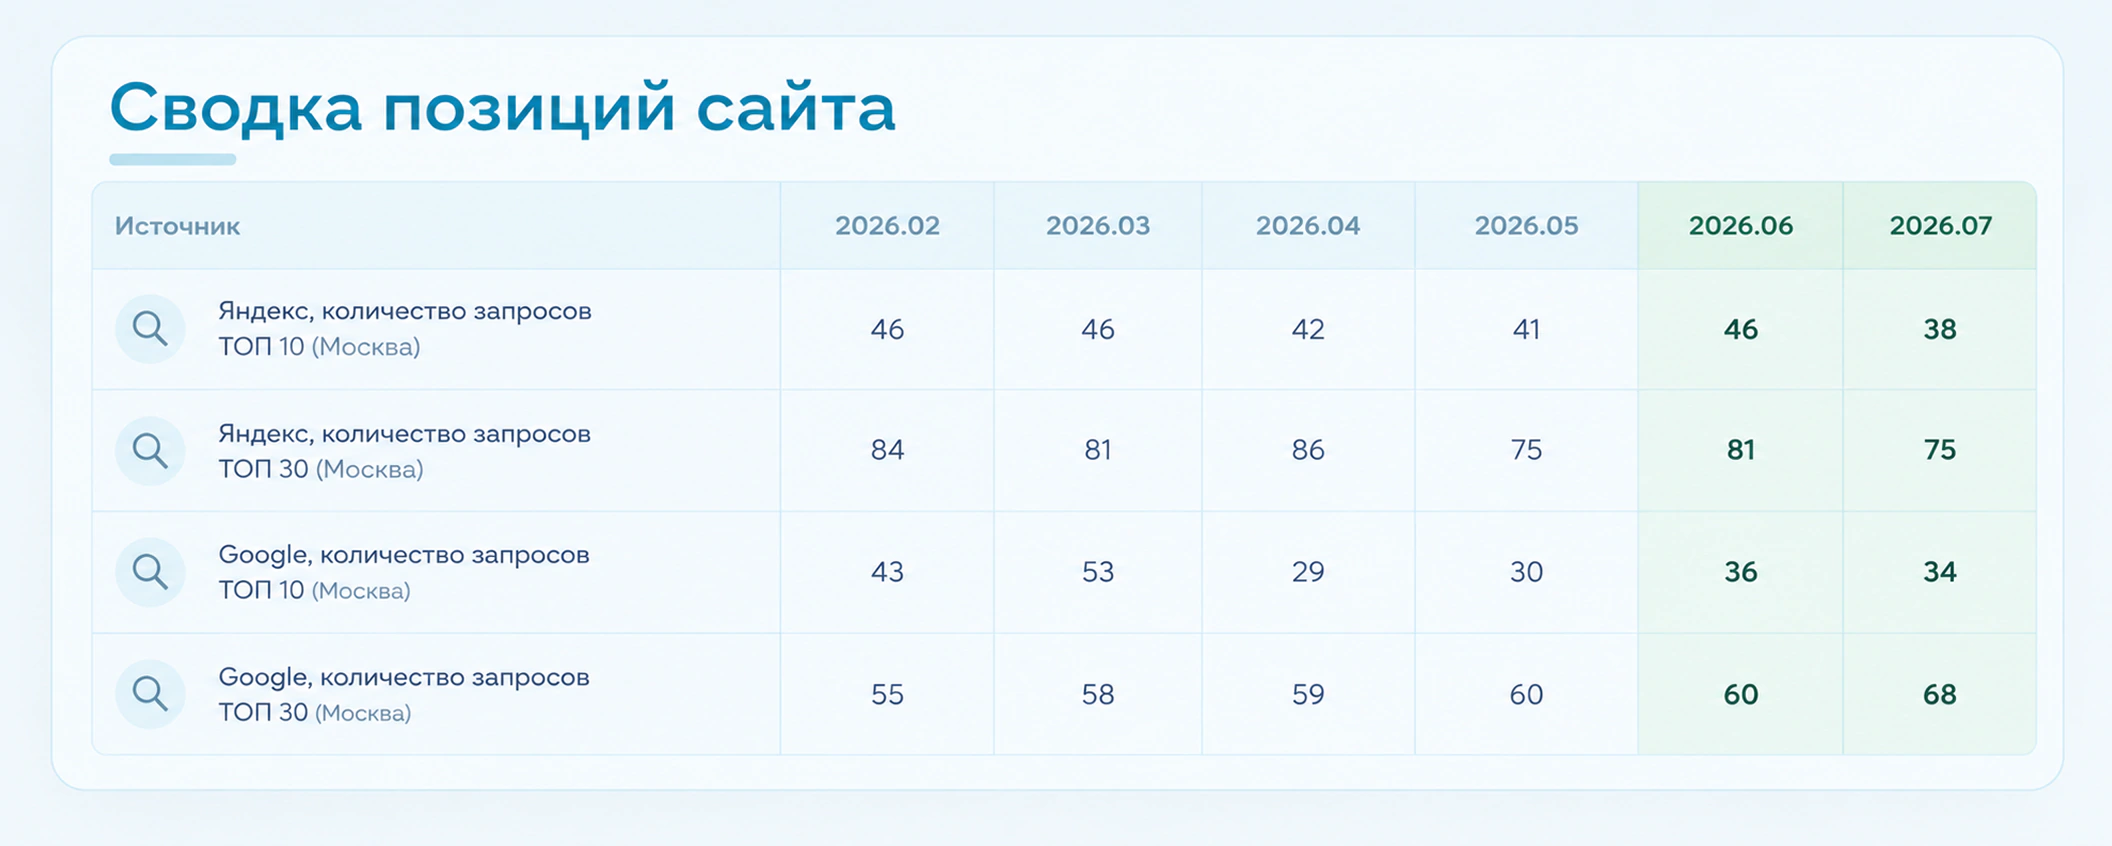 Сводка позиций сайта
Источник 2026.02 2026.03 2026.04 2026.05 2026.06 2026.07
Яндекс, количество запросов
ТОП 10 (Москва) 46 46 42 41 46 38
Яндекс, количество запросов
ТОП 30 (Москва) 84 81 86 75 81 75
Google, количество запросов
ТОП 10 (Москва) 43 53 29 30 36 34
Google, количество запросов
ТОП 30 (Москва) 55 58 59 60 60 68